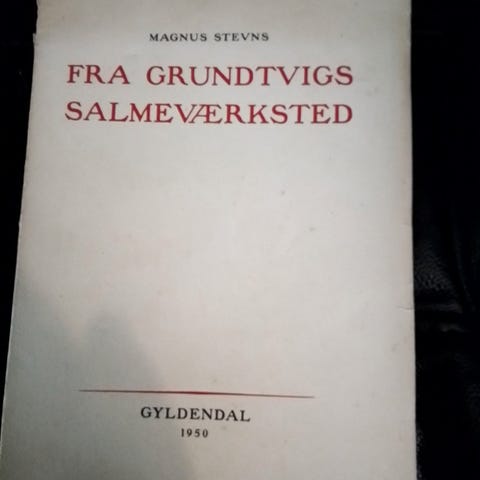 MAGNUS STEVNS
FRA GRUNDTVIGS
SALMEVÆRKSTED
GYLDENDAL
1950